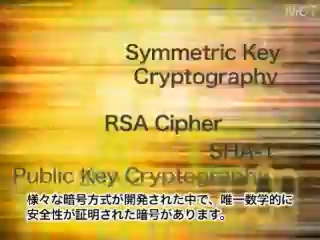 NICT
Symmetric Key
Cryptography
RSA Cipher
SHA-1
Public Key Cryptography
様々な暗号方式が開発された中で、唯一数学的に
安全性が証明された暗号があります。